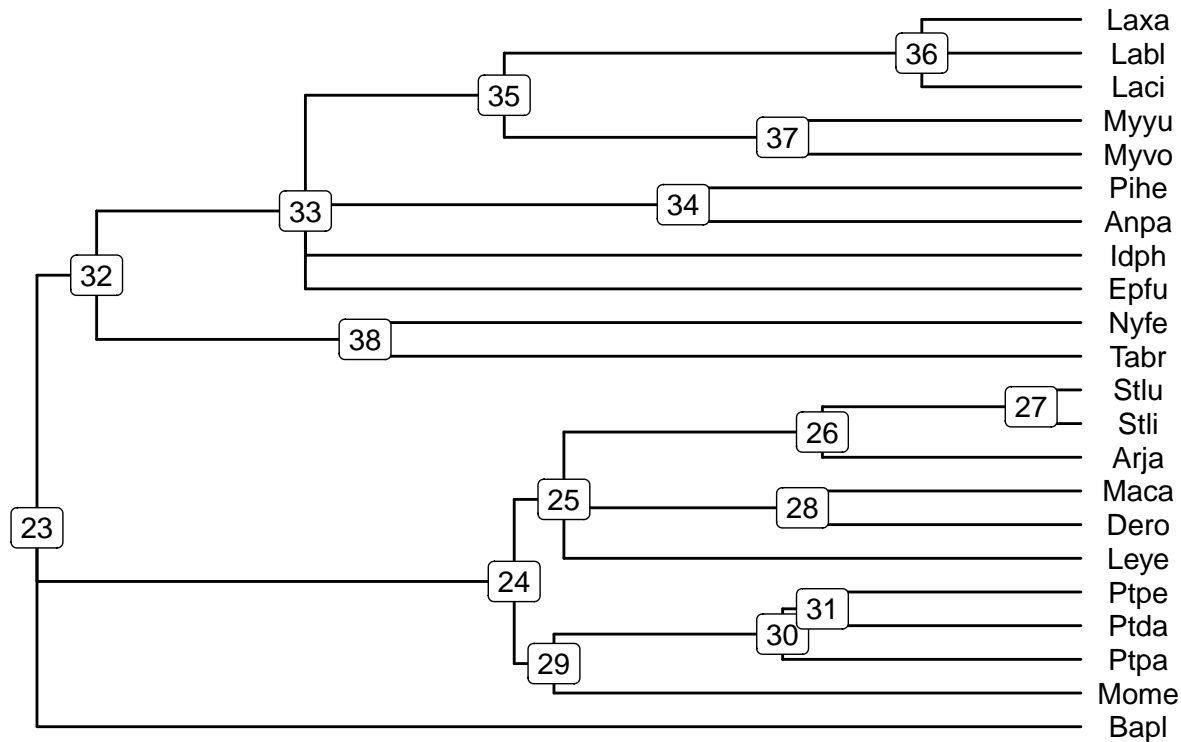 Laxa
36 Labl
Laci
35
Myyu
37
Myvo
Pihe
34
33
Anpa
Idph
32
Epfu
Nyfe
38
Tabr
Stlu
27
Stli
26
Arja
Maca
25
28
Dero
23
Leye
24
Ptpe
31
Ptda
30
Ptpa
29
Mome
Bapl